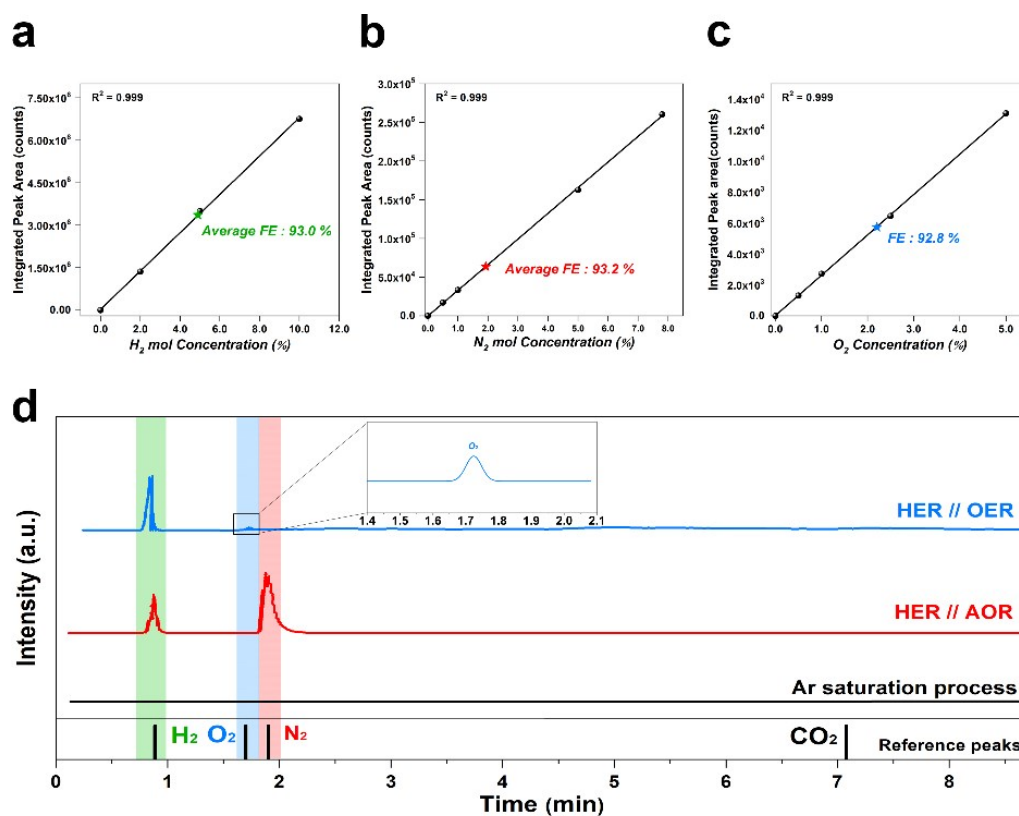 a
b
c
R² = 0.999
Integrated Peak Area (counts)
7.50x10⁶
6.00x10⁶
4.50x10⁶
3.00x10⁶
1.50x10⁶
0.00
Average FE : 93.0 %
0.0 2.0 4.0 6.0 8.0 10.0 12.0
H₂ mol Concentration (%)
R² = 0.999
Integrated Peak Area (counts)
3.0x10⁵
2.5x10⁵
2.0x10⁵
1.5x10⁵
1.0x10⁵
5.0x10⁴
0.0
Average FE : 93.2 %
0.0 1.0 2.0 3.0 4.0 5.0 6.0 7.0 8.0
N₂ mol Concentration (%)
R² = 0.999
Integrated Peak area(counts)
1.4x10⁴
1.2x10⁴
1.0x10⁴
8.0x10³
6.0x10³
4.0x10³
2.0x10³
0.0
FE : 92.8 %
0.0 1.0 2.0 3.0 4.0 5.0
O₂ Concentration (%)
d
Intensity (a.u.)
O₂
1.4 1.5 1.6 1.7 1.8 1.9 2.0 2.1
HER // OER
HER // AOR
Ar saturation process
H₂ O₂ N₂ CO₂ Reference peaks
0 1 2 3 4 5 6 7 8
Time (min)